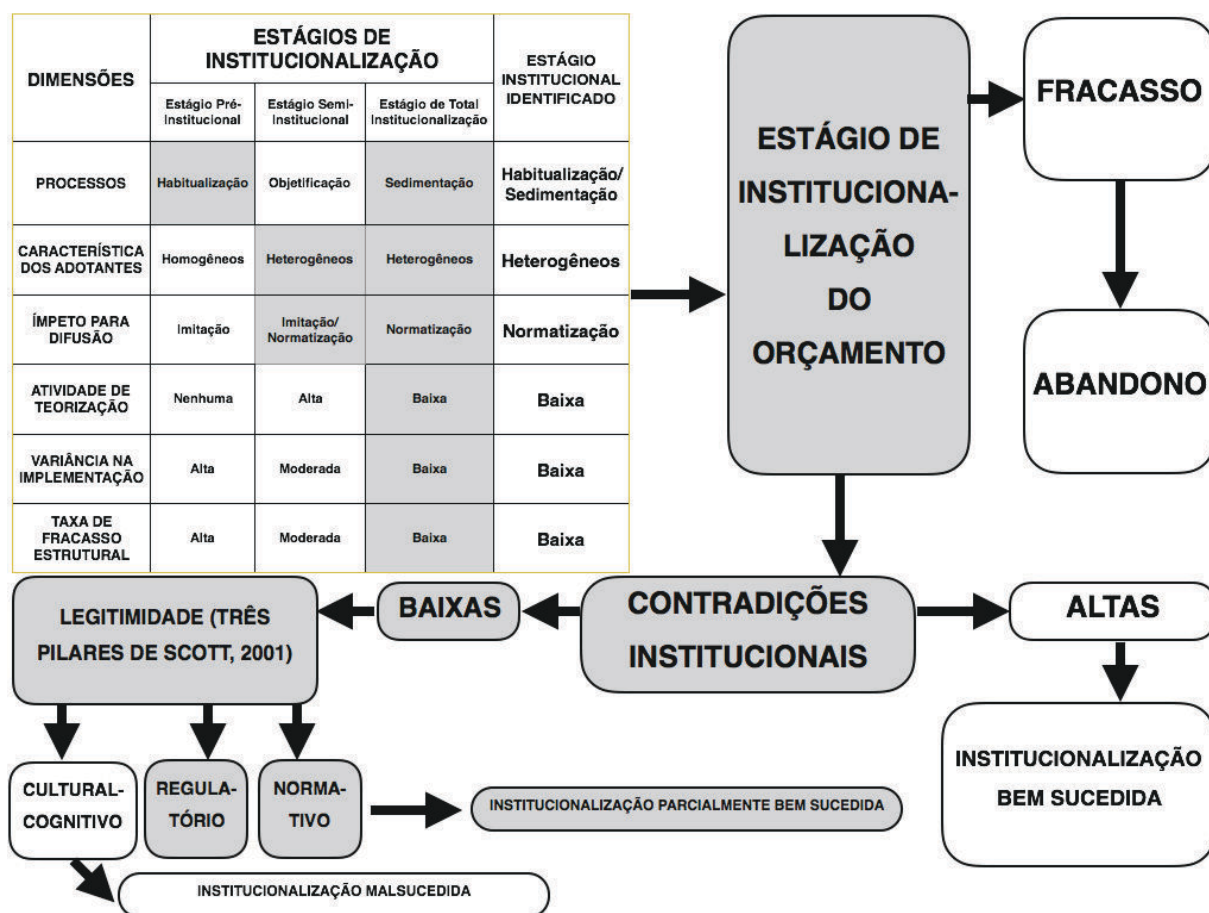 DIMENSÕES
ESTÁGIOS DE
INSTITUCIONALIZAÇÃO
ESTÁGIO
INSTITUCIONAL
IDENTIFICADO
Estágio Pré-
Institucional
Estágio Semi-
Institucional
Estágio de Total
Institucionalização
PROCESSOS
Habitualização
Objetificação
Sedimentação
Habitualização/
Sedimentação
CARACTERÍSTICA
DOS ADOTANTES
Homogêneos
Heterogêneos
Heterogêneos
Heterogêneos
ÍMPETO PARA
DIFUSÃO
Imitação
Imitação/
Normatização
Normatização
Normatização
ATIVIDADE DE
TEORIZAÇÃO
Nenhuma
Alta
Baixa
Baixa
VARIÂNCIA NA
IMPLEMENTAÇÃO
Alta
Moderada
Baixa
Baixa
TAXA DE
FRACASSO
ESTRUTURAL
Alta
Moderada
Baixa
Baixa
ESTÁGIO DE
INSTITUCIONA-
LIZAÇÃO
DO
ORÇAMENTO
FRACASSO
ABANDONO
LEGITIMIDADE (TRÊS
PILARES DE SCOTT, 2001)
BAIXAS
CONTRADIÇÕES
INSTITUCIONAIS
ALTAS
INSTITUCIONALIZAÇÃO
BEM SUCEDIDA
CULTURAL-
COGNITIVO
REGULA-
TÓRIO
NORMA-
TIVO
INSTITUCIONALIZAÇÃO PARCIALMENTE BEM SUCEDIDA
INSTITUCIONALIZAÇÃO MALSUCEDIDA